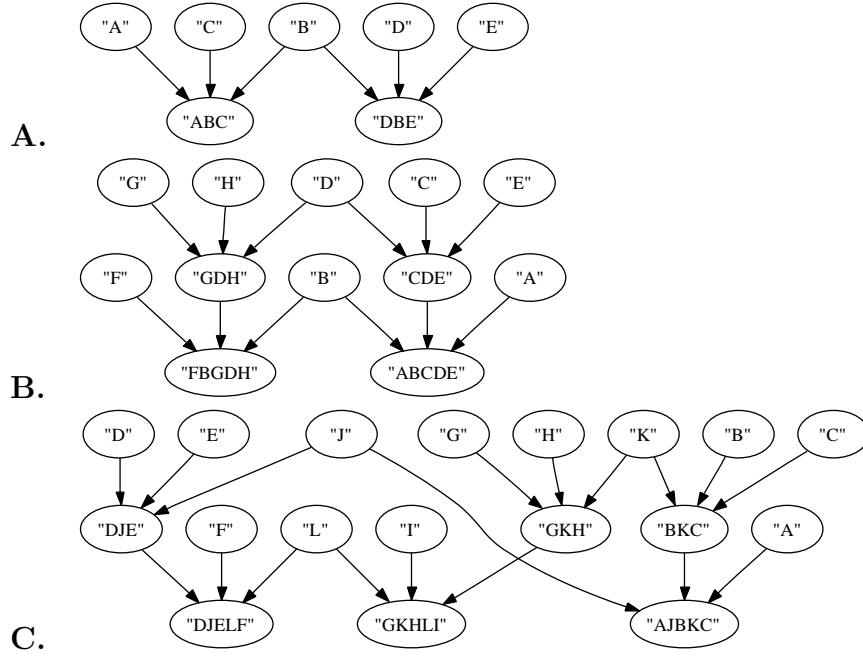 "A" "C" "B" "D" "E"
"ABC" "DBE"
A.
"G" "H" "D" "C" "E"
"F" "GDH" "B" "CDE" "A"
"FBGDH" "ABCDE"
B.
"D" "E" "J" "G" "H" "K" "B" "C"
"DJE" "F" "L" "I" "GKH" "BKC" "A"
"DJELF" "GKHLI" "AJBKC"
C.